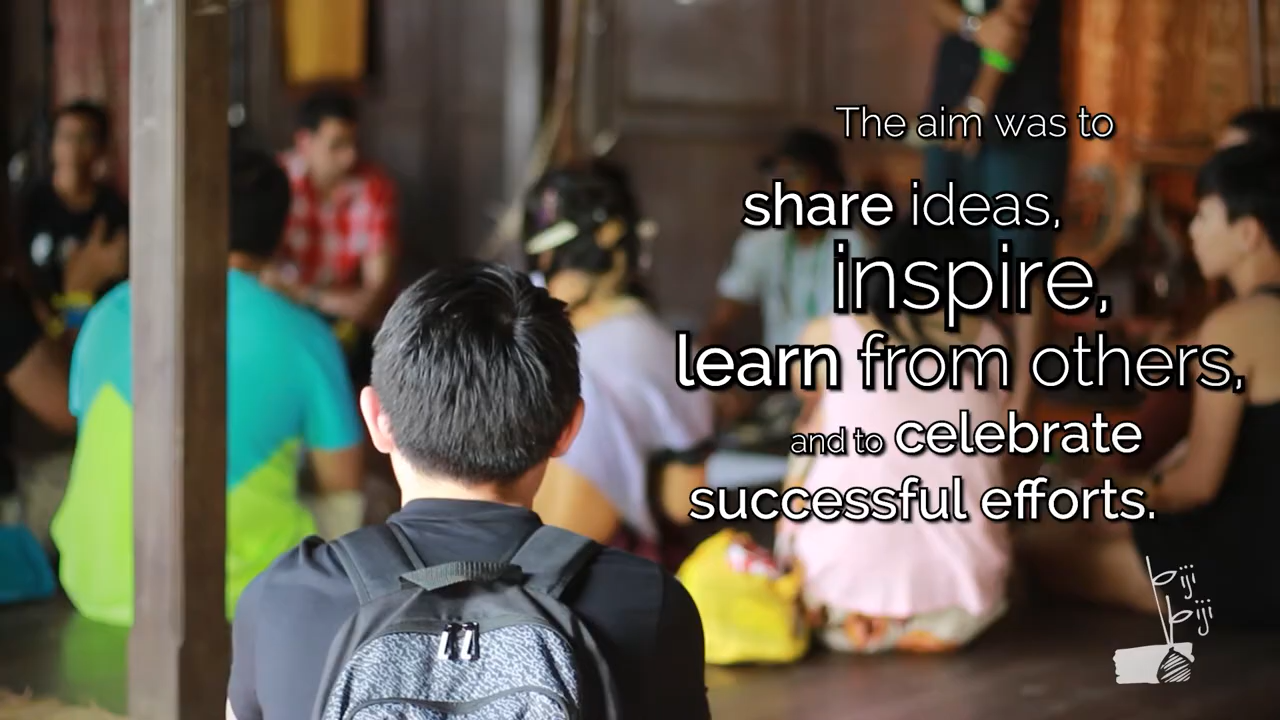 The aim was to
share ideas,
inspire,
learn from others,
and to celebrate
successful efforts.
biji
biji